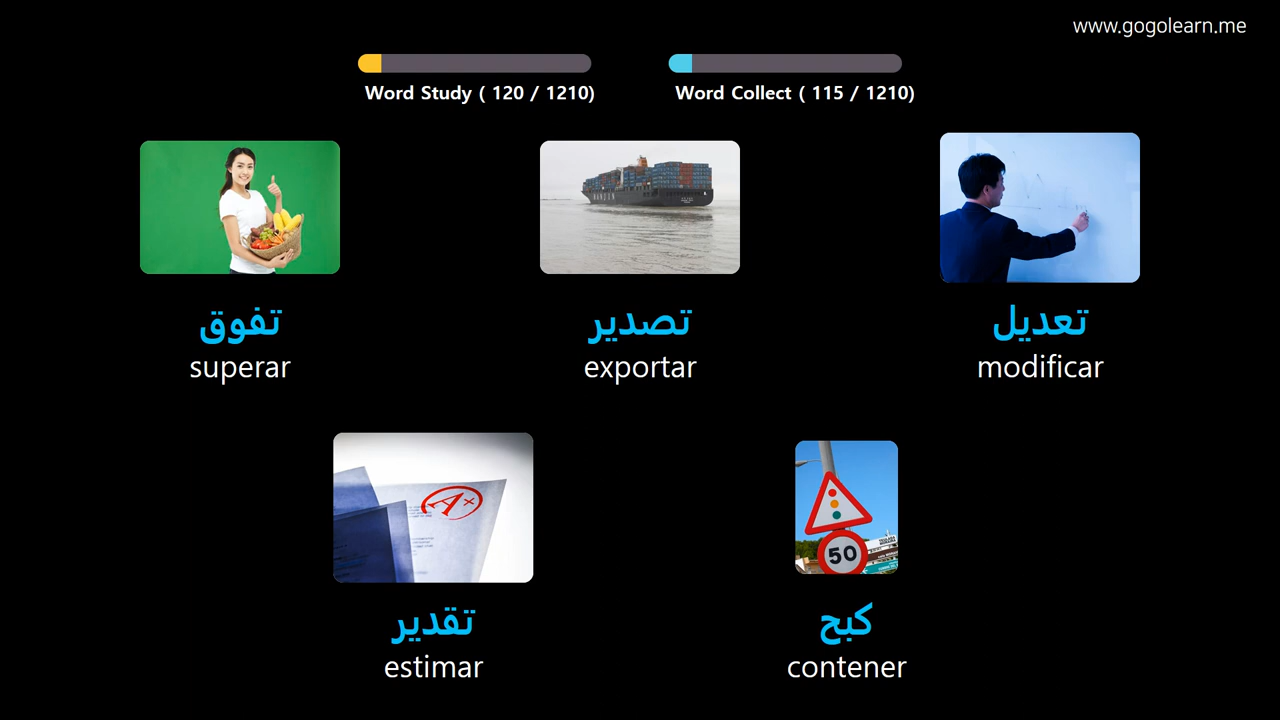 www.gogolearn.me
Word Study ( 120 / 1210)
Word Collect ( 115 / 1210)
تفوق
superar
تصدير
exportar
تعديل
modificar
A+
تقدير
estimar
50
كبح
contener